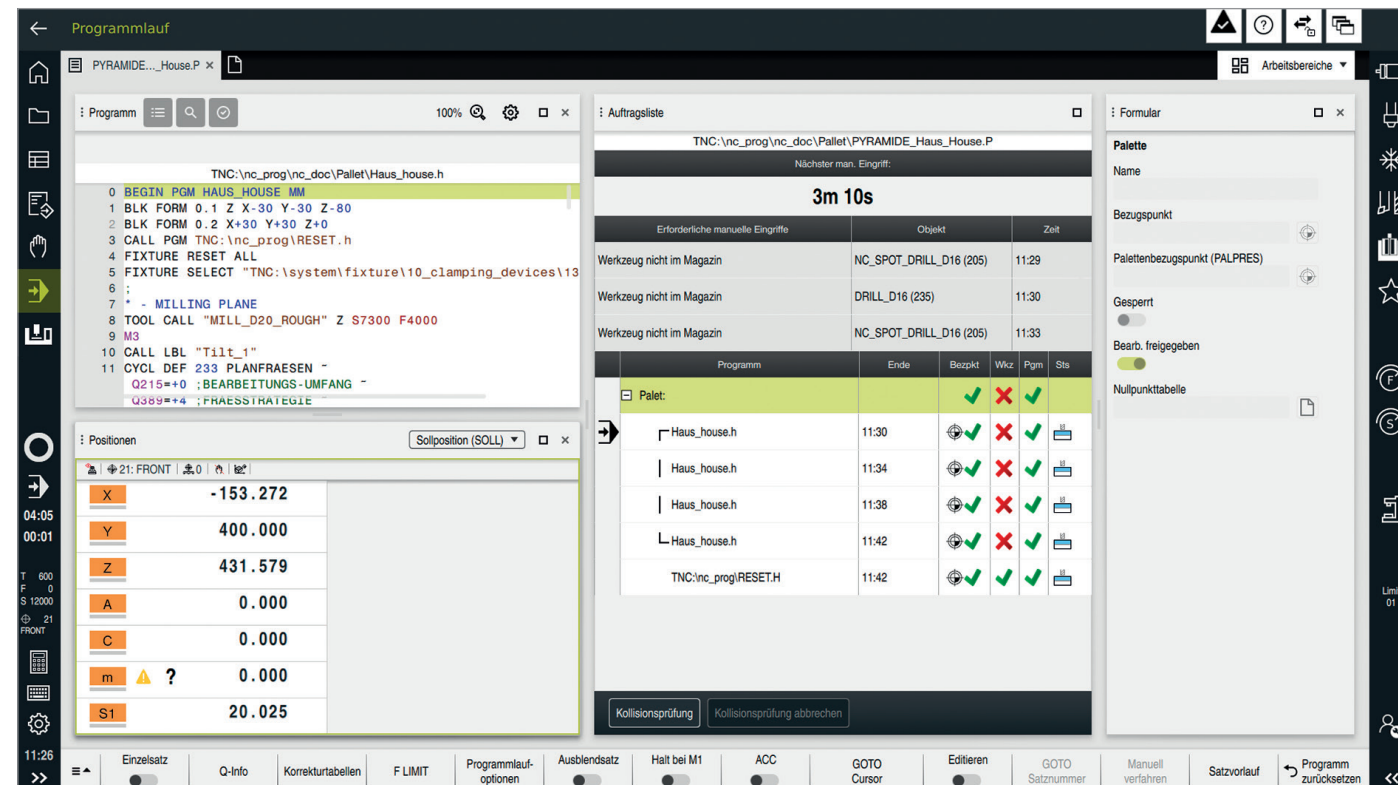 Programmlauf
PYRAMIDE..._House.P
Arbeitsbereiche
Programm
100%
TNC:\nc_prog\nc_doc\Pallet\Haus_house.h
0 BEGIN PGM HAUS_HOUSE MM
1 BLK FORM 0.1 Z X-30 Y-30 Z-80
2 BLK FORM 0.2 X+30 Y+30 Z+0
3 CALL PGM TNC:\nc_prog\RESET.h
4 FIXTURE RESET ALL
5 FIXTURE SELECT "TNC:\system\fixture\10_clamping_devices\13
6 ;
7 * - MILLING PLANE
8 TOOL CALL "MILL_D20_ROUGH" Z S7300 F4000
9 M3
10 CALL LBL "Tilt_1"
11 CYCL DEF 233 PLANFRAESEN ~
Q215=+0 ;BEARBEITUNGS-UMFANG ~
Q389=+4 ;FRAESSTRATEGIE ~
Positionen
Sollposition (SOLL)
21: FRONT
0
X -153.272
Y 400.000
Z 431.579
A 0.000
C 0.000
m ? 0.000
S1 20.025
Auftragsliste
TNC:\nc_prog\nc_doc\Pallet\PYRAMIDE_Haus_House.P
Nächster man. Eingriff:
3m 10s
Erforderliche manuelle Eingriffe Objekt Zeit
Werkzeug nicht im Magazin NC_SPOT_DRILL_D16 (205) 11:29
Werkzeug nicht im Magazin DRILL_D16 (235) 11:30
Werkzeug nicht im Magazin NC_SPOT_DRILL_D16 (205) 11:33
Programm Ende Bezpkt Wkz Pgm Sts
Palet:
Haus_house.h 11:30
Haus_house.h 11:34
Haus_house.h 11:38
Haus_house.h 11:42
TNC:\nc_prog\RESET.H 11:42
Kollisionsprüfung
Kollisionsprüfung abbrechen
Formular
Palette
Name
Bezugspunkt
Palettenbezugspunkt (PALPRES)
Gesperrt
Bearb. freigegeben
Nullpunkttabelle
04:05
00:01
T 600
F 0
S 12000
21
FRONT
11:26
F
S
Limi
01
Einzelsatz
Q-Info
Korrekturtabellen
F LIMIT
Programmlauf-
optionen
Ausblendsatz
Halt bei M1
ACC
GOTO
Cursor
Editieren
GOTO
Satznummer
Manuell
verfahren
Satzvorlauf
Programm
zurücksetzen